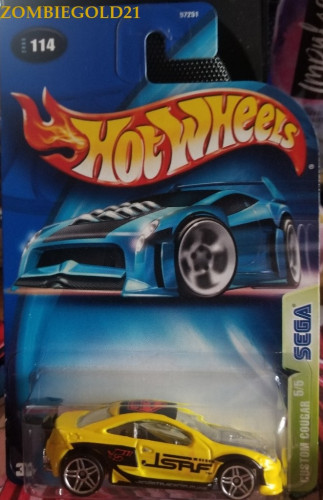 ZOMBIEGOLD21
57251
114
HOT WHEELS
®
SEGA
CUSTOM COUGAR 5/5
JSRF